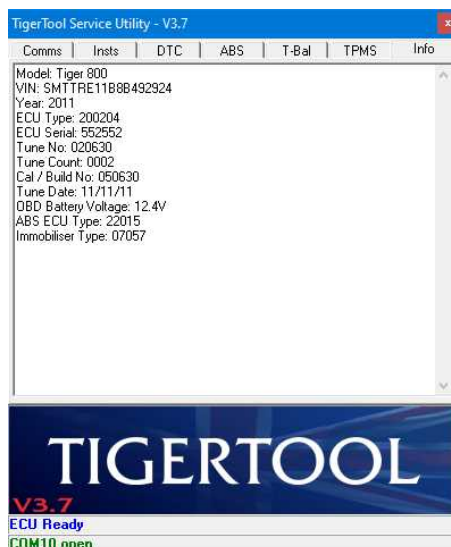 TigerTool Service Utility - V3.7
x
Comms | Insts | DTC | ABS | T-Bal | TPMS Info
Model: Tiger 800
VIN: SMTTRE11B8B492924
Year: 2011
ECU Type: 200204
ECU Serial: 552552
Tune No: 020630
Tune Count: 0002
Cal / Build No: 050630
Tune Date: 11/11/11
OBD Battery Voltage: 12.4V
ABS ECU Type: 22015
Immobiliser Type: 07057
TIGERTOOL
V3.7
ECU Ready
COM10 open